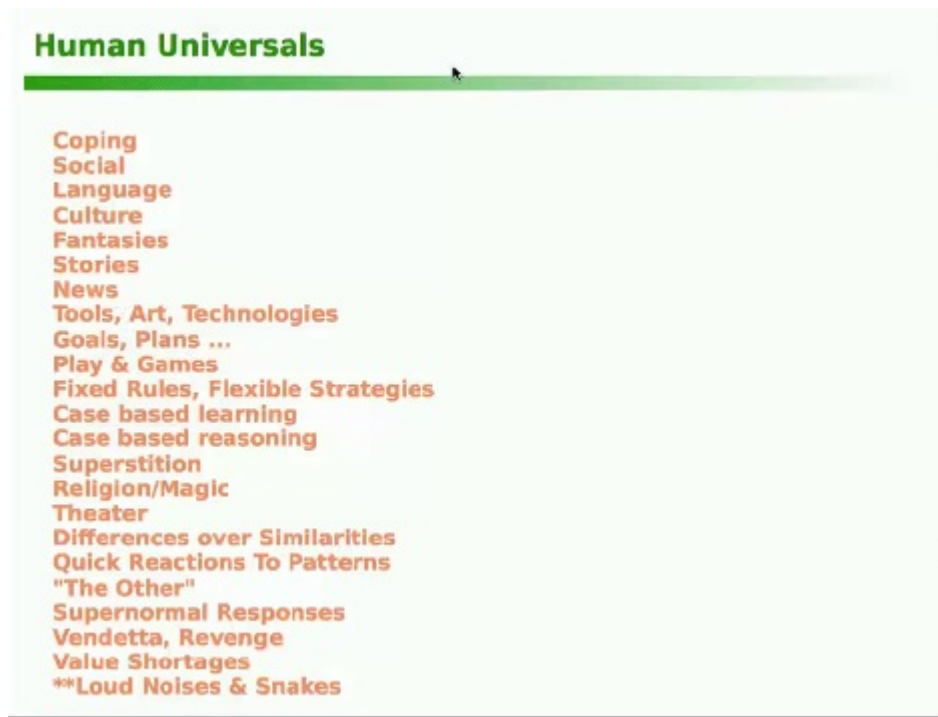 Human Universals
Coping
Social
Language
Culture
Fantasies
Stories
News
Tools, Art, Technologies
Goals, Plans ...
Play & Games
Fixed Rules, Flexible Strategies
Case based learning
Case based reasoning
Superstition
Religion/Magic
Theater
Differences over Similarities
Quick Reactions To Patterns
"The Other"
Supernormal Responses
Vendetta, Revenge
Value Shortages
**Loud Noises & Snakes